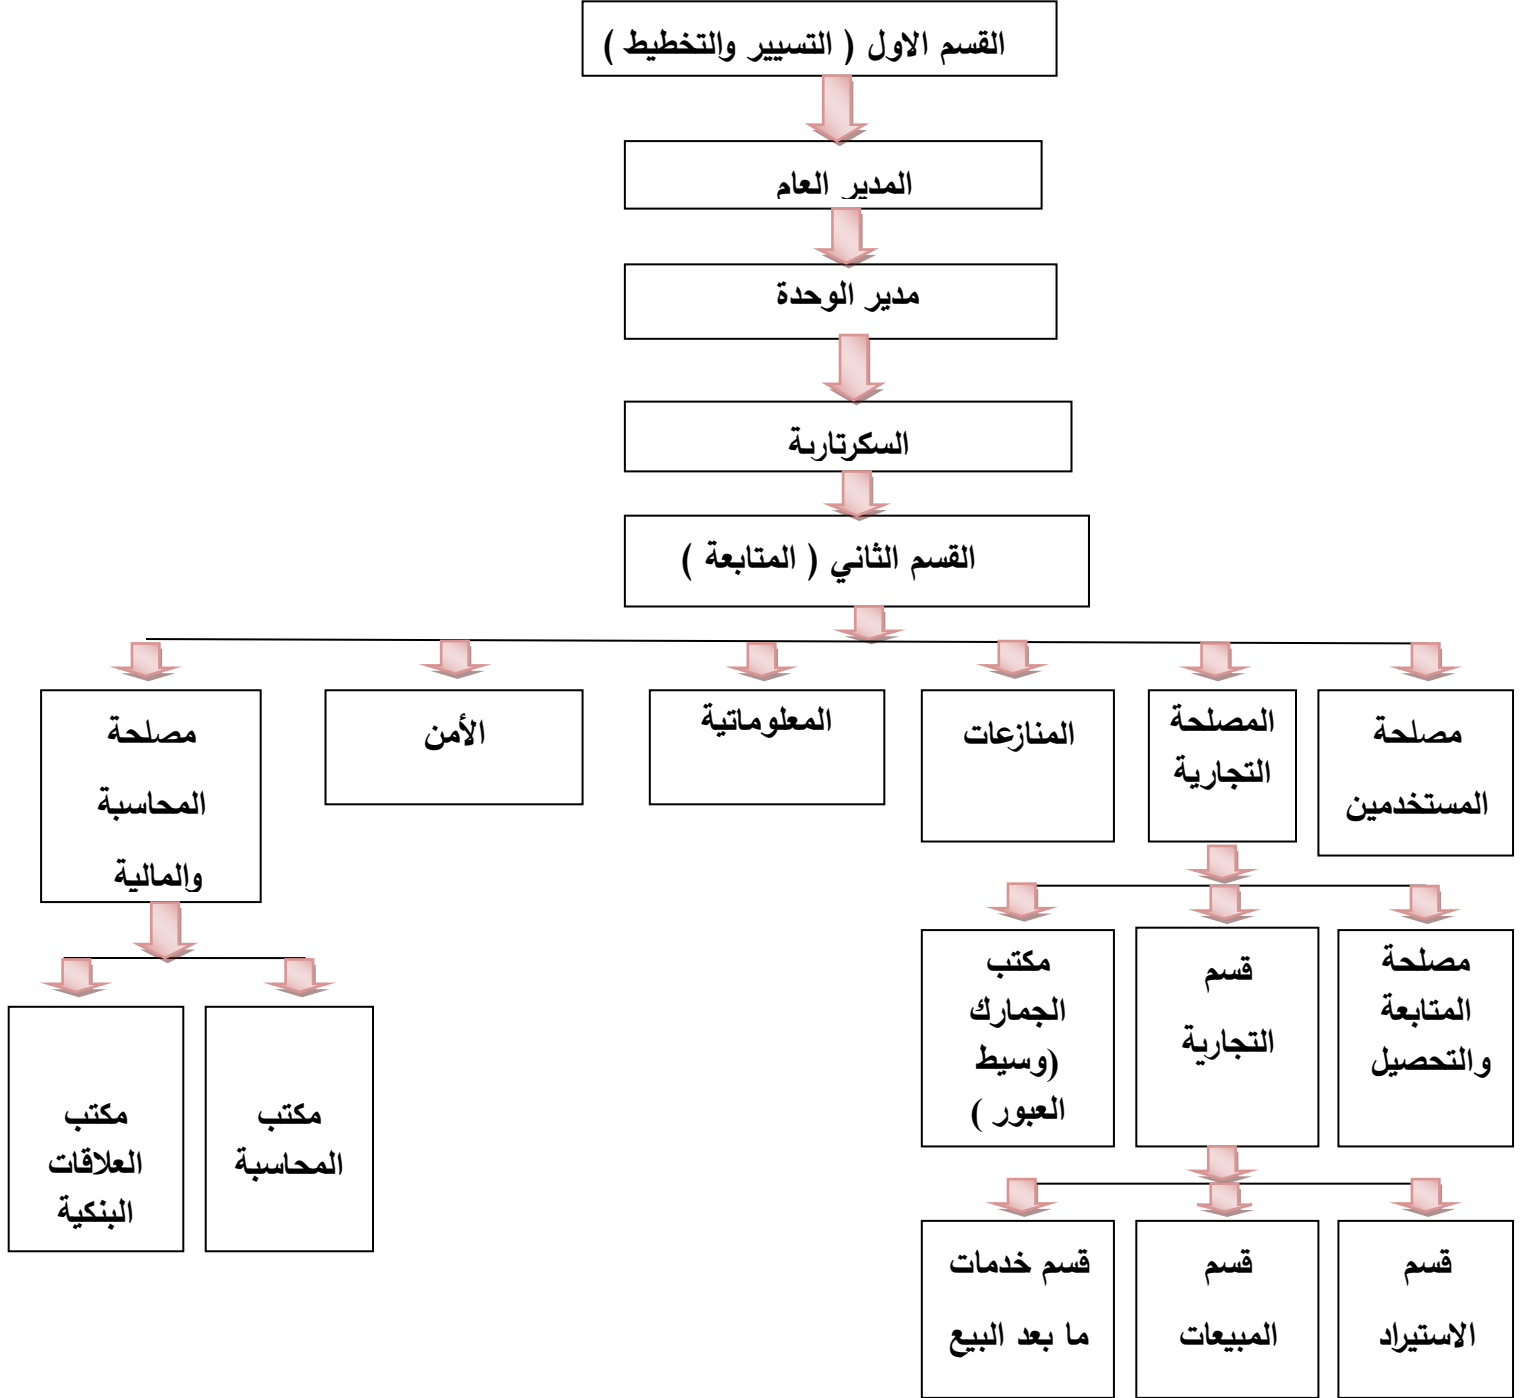 القسم الاول ( التسيير والتخطيط )
المدير العام
مدير الوحدة
السكرتارية
القسم الثاني ( المتابعة )
مصلحة
المستخدمين
المصلحة
التجارية
المنازعات
المعلوماتية
الأمن
مصلحة
المحاسبة
والمالية
مصلحة
المتابعة
والتحصيل
قسم
التجارية
مكتب
الجمارك
(وسيط
العبور )
مكتب
المحاسبة
مكتب
العلاقات
البنكية
قسم
الاستيراد
قسم
المبيعات
قسم خدمات
ما بعد البيع